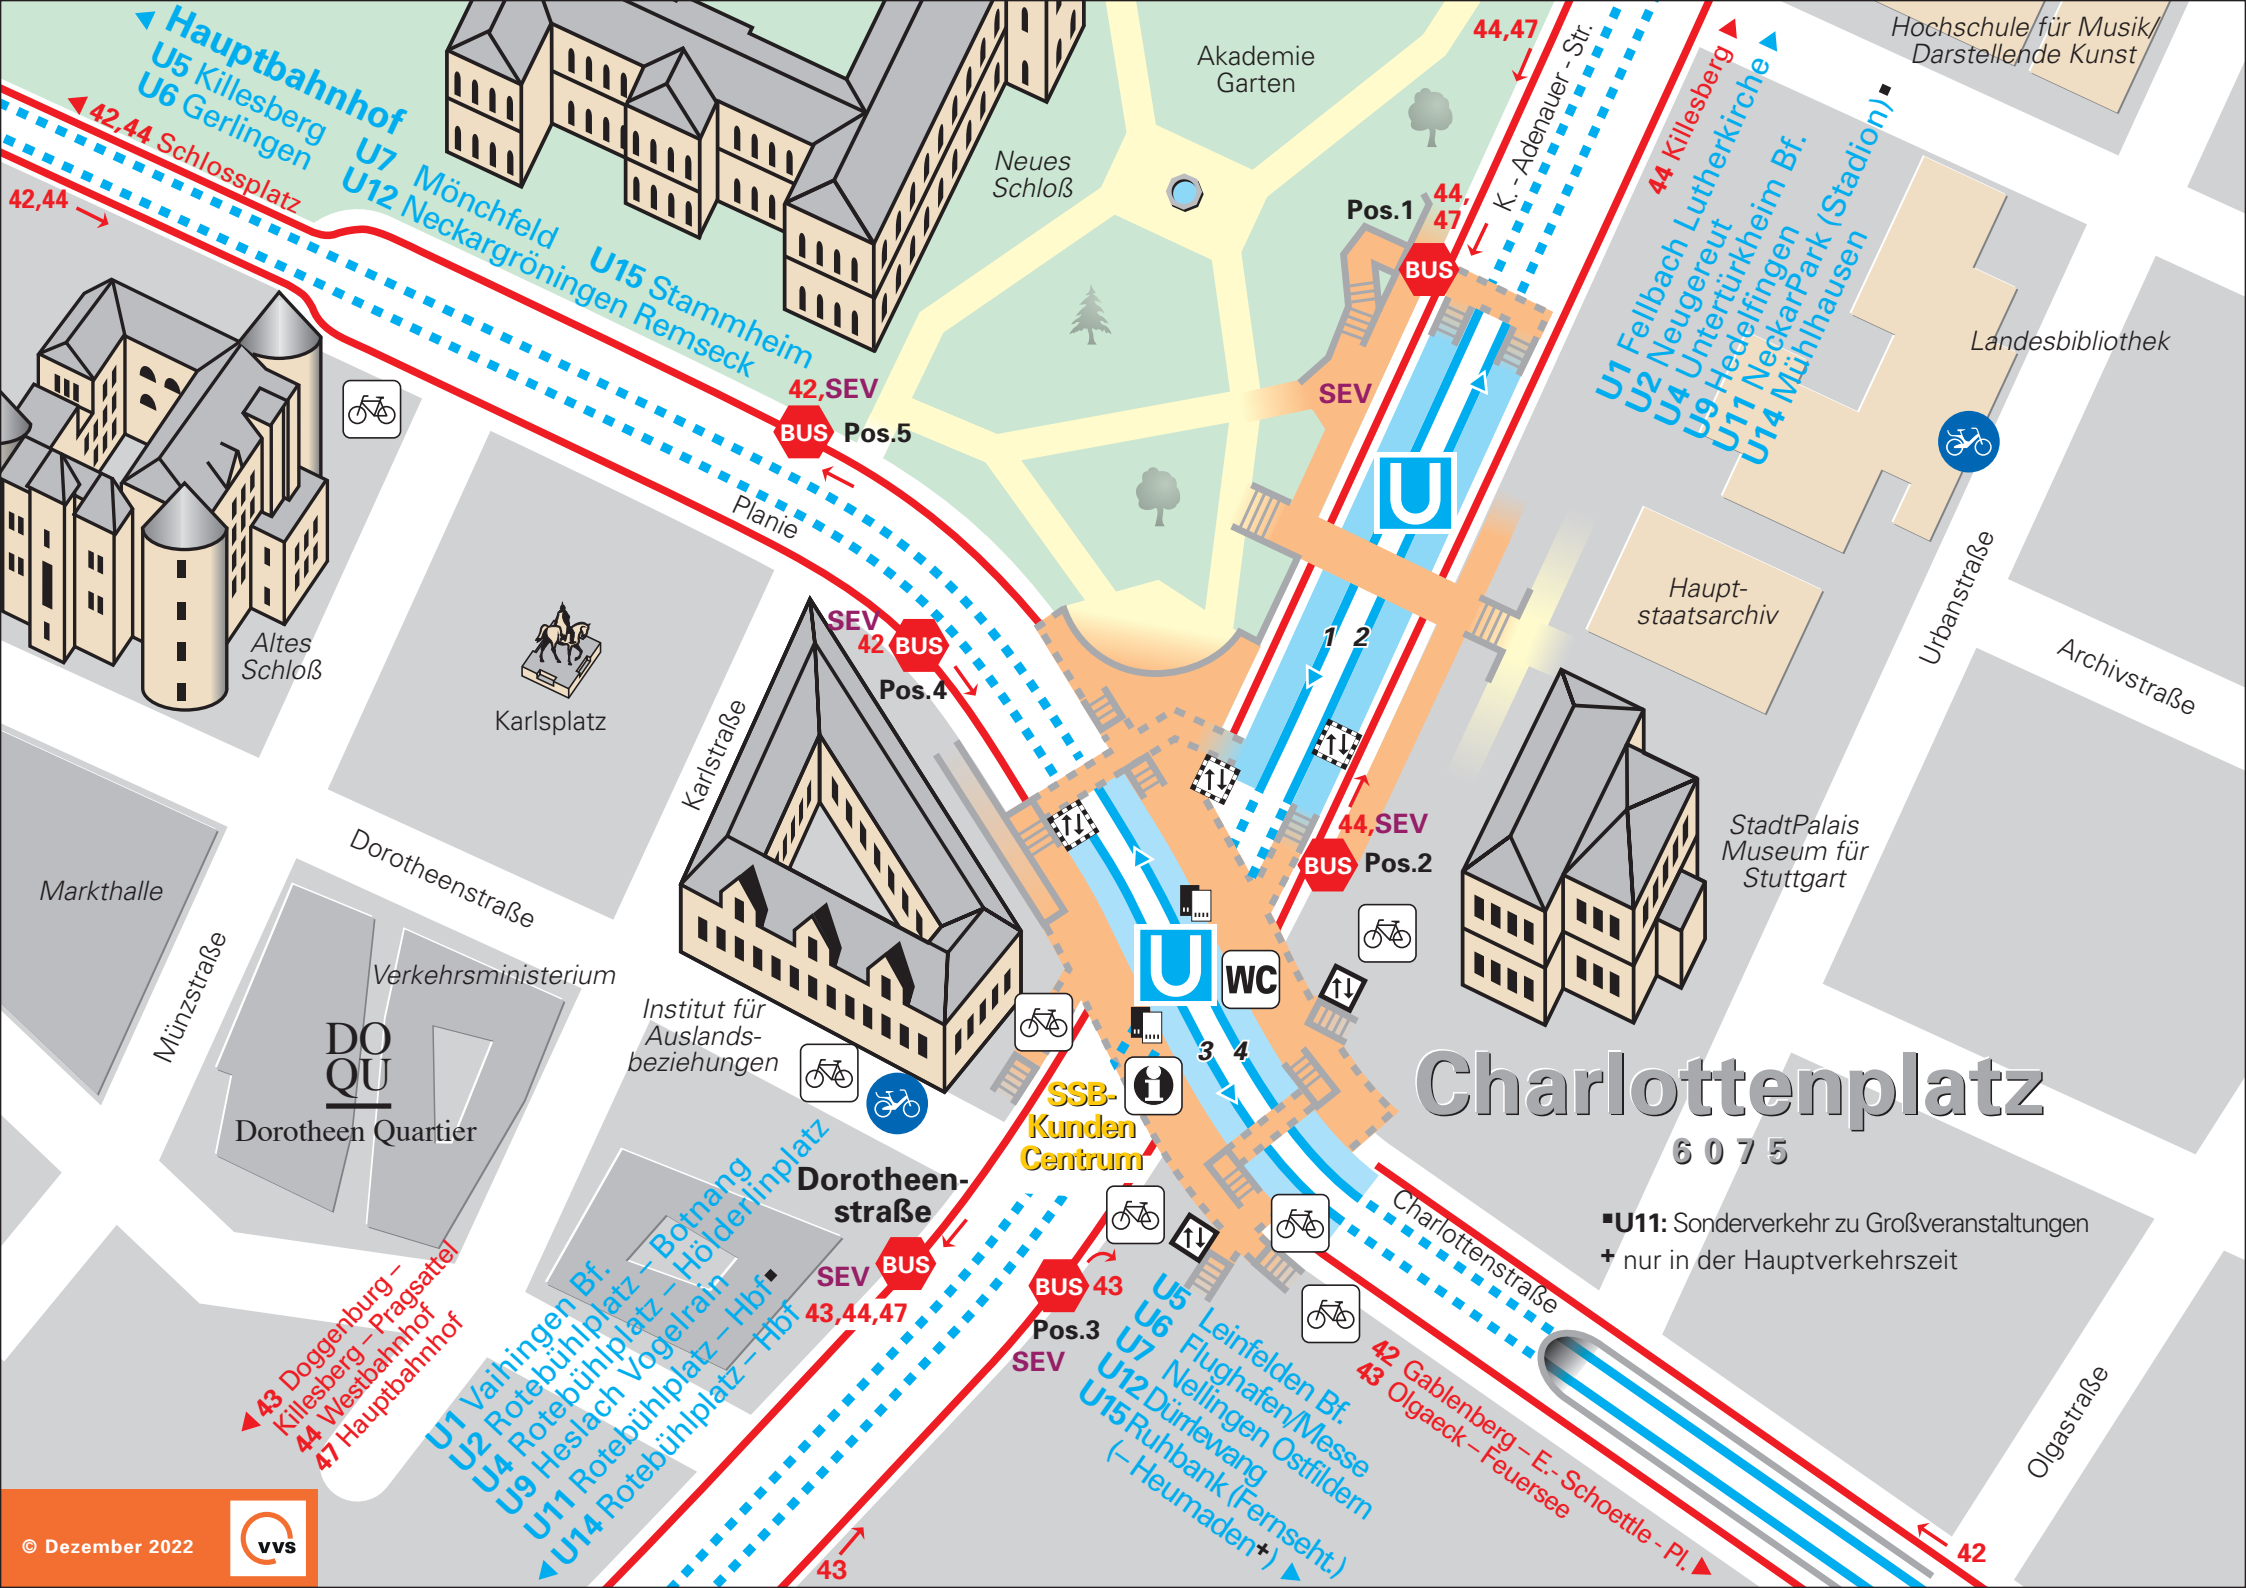 Hauptbahnhof
U5 Killesberg
U6 Gerlingen
U7 Mönchfeld
U12 Neckargröningen Remseck
U15 Stammheim
42,44 Schlossplatz
42,44
Neues
Schloß
Akademie
Garten
44,47
K. - Adenauer - Str.
Pos.1
44,
47
BUS
SEV
44 Killesberg
U1 Fellbach Lutherkirche
U2 Neugereut
U4 Untertürkheim Bf.
U9 Hedelfingen
U11 NeckarPark (Stadion)
U14 Mühlhausen
Hochschule für Musik/
Darstellende Kunst
Landesbibliothek
42,SEV
BUS
Pos.5
Planie
U
Haupt-
staatsarchiv
Urbanstraße
Archivstraße
Altes
Schloß
Karlsplatz
SEV
42
BUS
Pos.4
Karlstraße
1 2
44,SEV
BUS
Pos.2
StadtPalais
Museum für
Stuttgart
Markthalle
Dorotheenstraße
Münzstraße
Verkehrsministerium
DO
QU
Dorotheen Quartier
Institut für
Auslands-
beziehungen
U
WC
3 4
i
SSB-
Kunden
Centrum
Charlottenplatz
6075
U11: Sonderverkehr zu Großveranstaltungen
+ nur in der Hauptverkehrszeit
Dorotheen-
straße
BUS
SEV
43,44,47
BUS
43
Pos.3
SEV
Charlottenstraße
Olgastraße
43 Doggenburg –
Killesberg – Pragsattel
44 Westbahnhof
47 Hauptbahnhof
U1 Vaihingen Bf.
U2 Rotebühlplatz – Botnang
U4 Rotebühlplatz – Hölderlinplatz
U9 Heslach Vogelrain
U11 Rotebühlplatz – Hbf
U14 Rotebühlplatz – Hbf
U5 Leinfelden Bf.
U6 Flughafen/Messe
U7 Nellingen Ostfildern
U12 Dürrlewang
U15 Ruhbank (Fernseht.)
(– Heumaden+)
42 Gablenberg – E.- Schoettle - Pl.
43 Olgaeck – Feuersee
42
43
© Dezember 2022
vvs